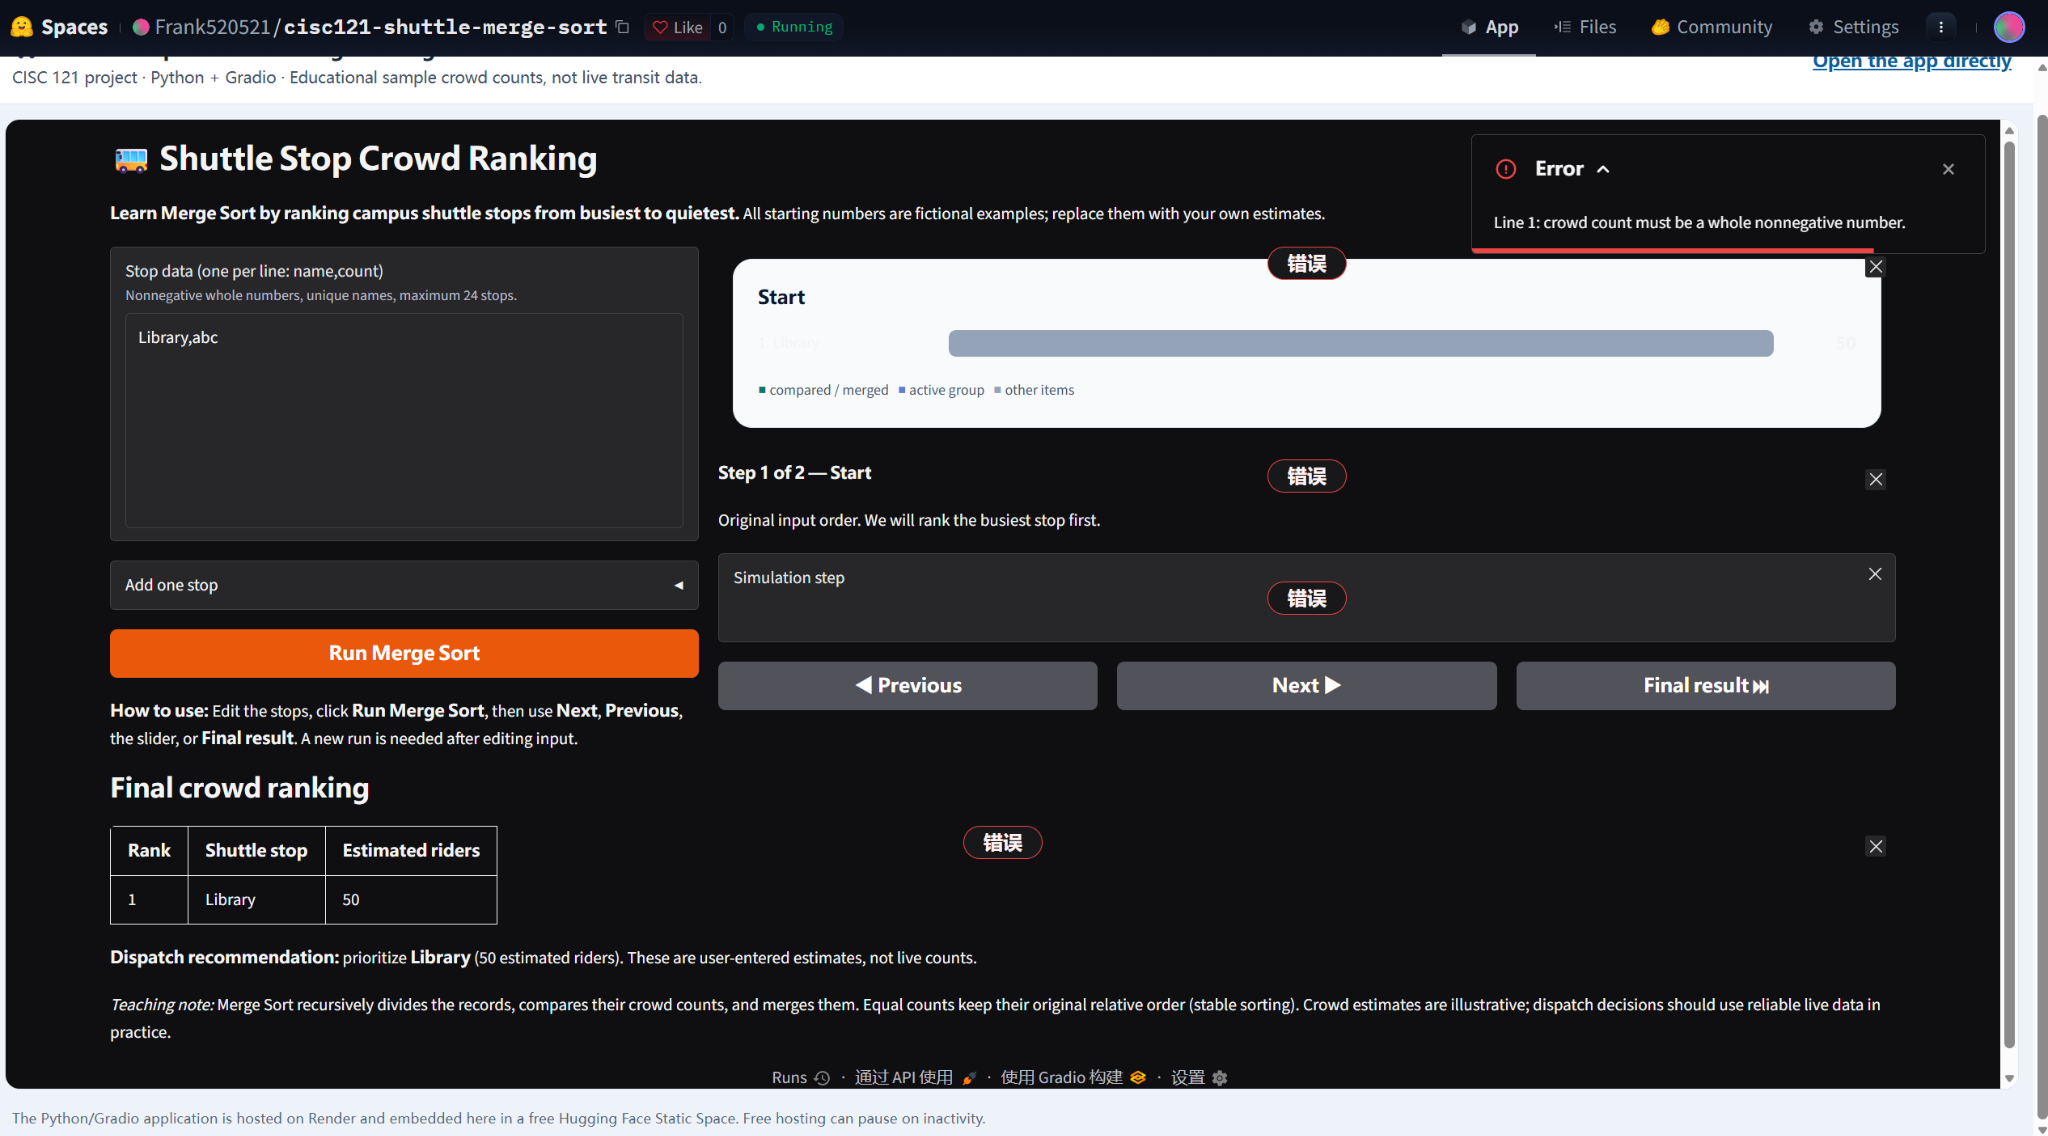 Spaces
Frank520521/cisc121-shuttle-merge-sort
Like 0
Running
App
Files
Community
Settings
CISC 121 project · Python + Gradio · Educational sample crowd counts, not live transit data.
Open the app directly
Shuttle Stop Crowd Ranking
Learn Merge Sort by ranking campus shuttle stops from busiest to quietest. All starting numbers are fictional examples; replace them with your own estimates.
Error
Line 1: crowd count must be a whole nonnegative number.
Stop data (one per line: name,count)
Nonnegative whole numbers, unique names, maximum 24 stops.
Library,abc
Add one stop
Run Merge Sort
How to use: Edit the stops, click Run Merge Sort, then use Next, Previous,
the slider, or Final result. A new run is needed after editing input.
错误
Start
1. Library
50
compared / merged
active group
other items
Step 1 of 2 — Start
错误
Original input order. We will rank the busiest stop first.
Simulation step
错误
Previous
Next
Final result
Final crowd ranking
错误
Rank Shuttle stop Estimated riders
1 Library 50
Dispatch recommendation: prioritize Library (50 estimated riders). These are user-entered estimates, not live counts.
Teaching note: Merge Sort recursively divides the records, compares their crowd counts, and merges them. Equal counts keep their original relative order (stable sorting). Crowd estimates are illustrative; dispatch decisions should use reliable live data in
practice.
Runs · 通过 API 使用 · 使用 Gradio 构建 · 设置
The Python/Gradio application is hosted on Render and embedded here in a free Hugging Face Static Space. Free hosting can pause on inactivity.